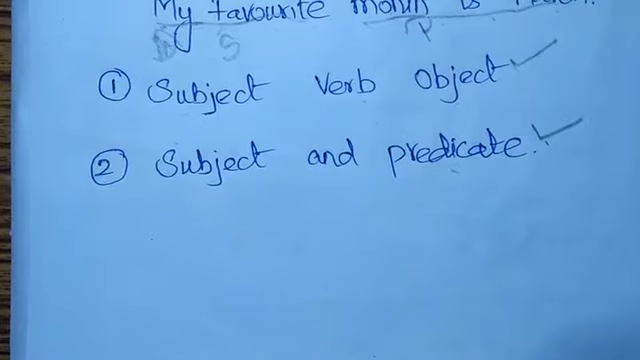 My favourite month is
S P
① Subject Verb Object ✓
② Subject and predicate. ✓